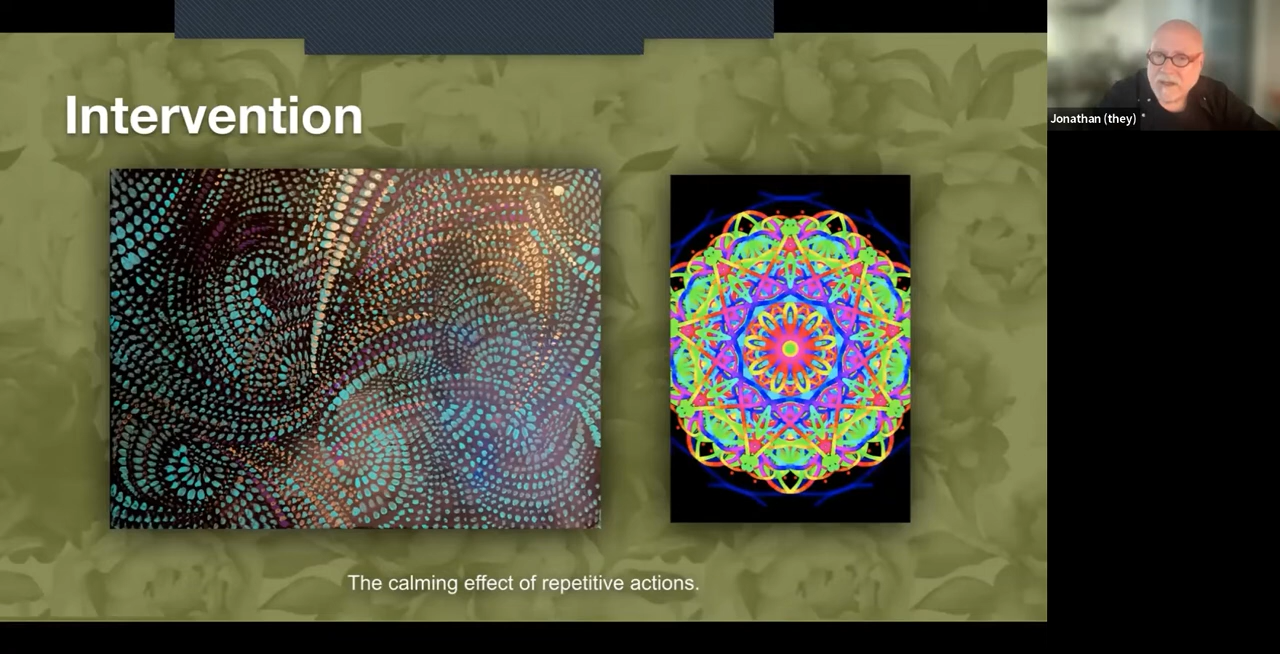 Intervention
Jonathan (they)
The calming effect of repetitive actions.